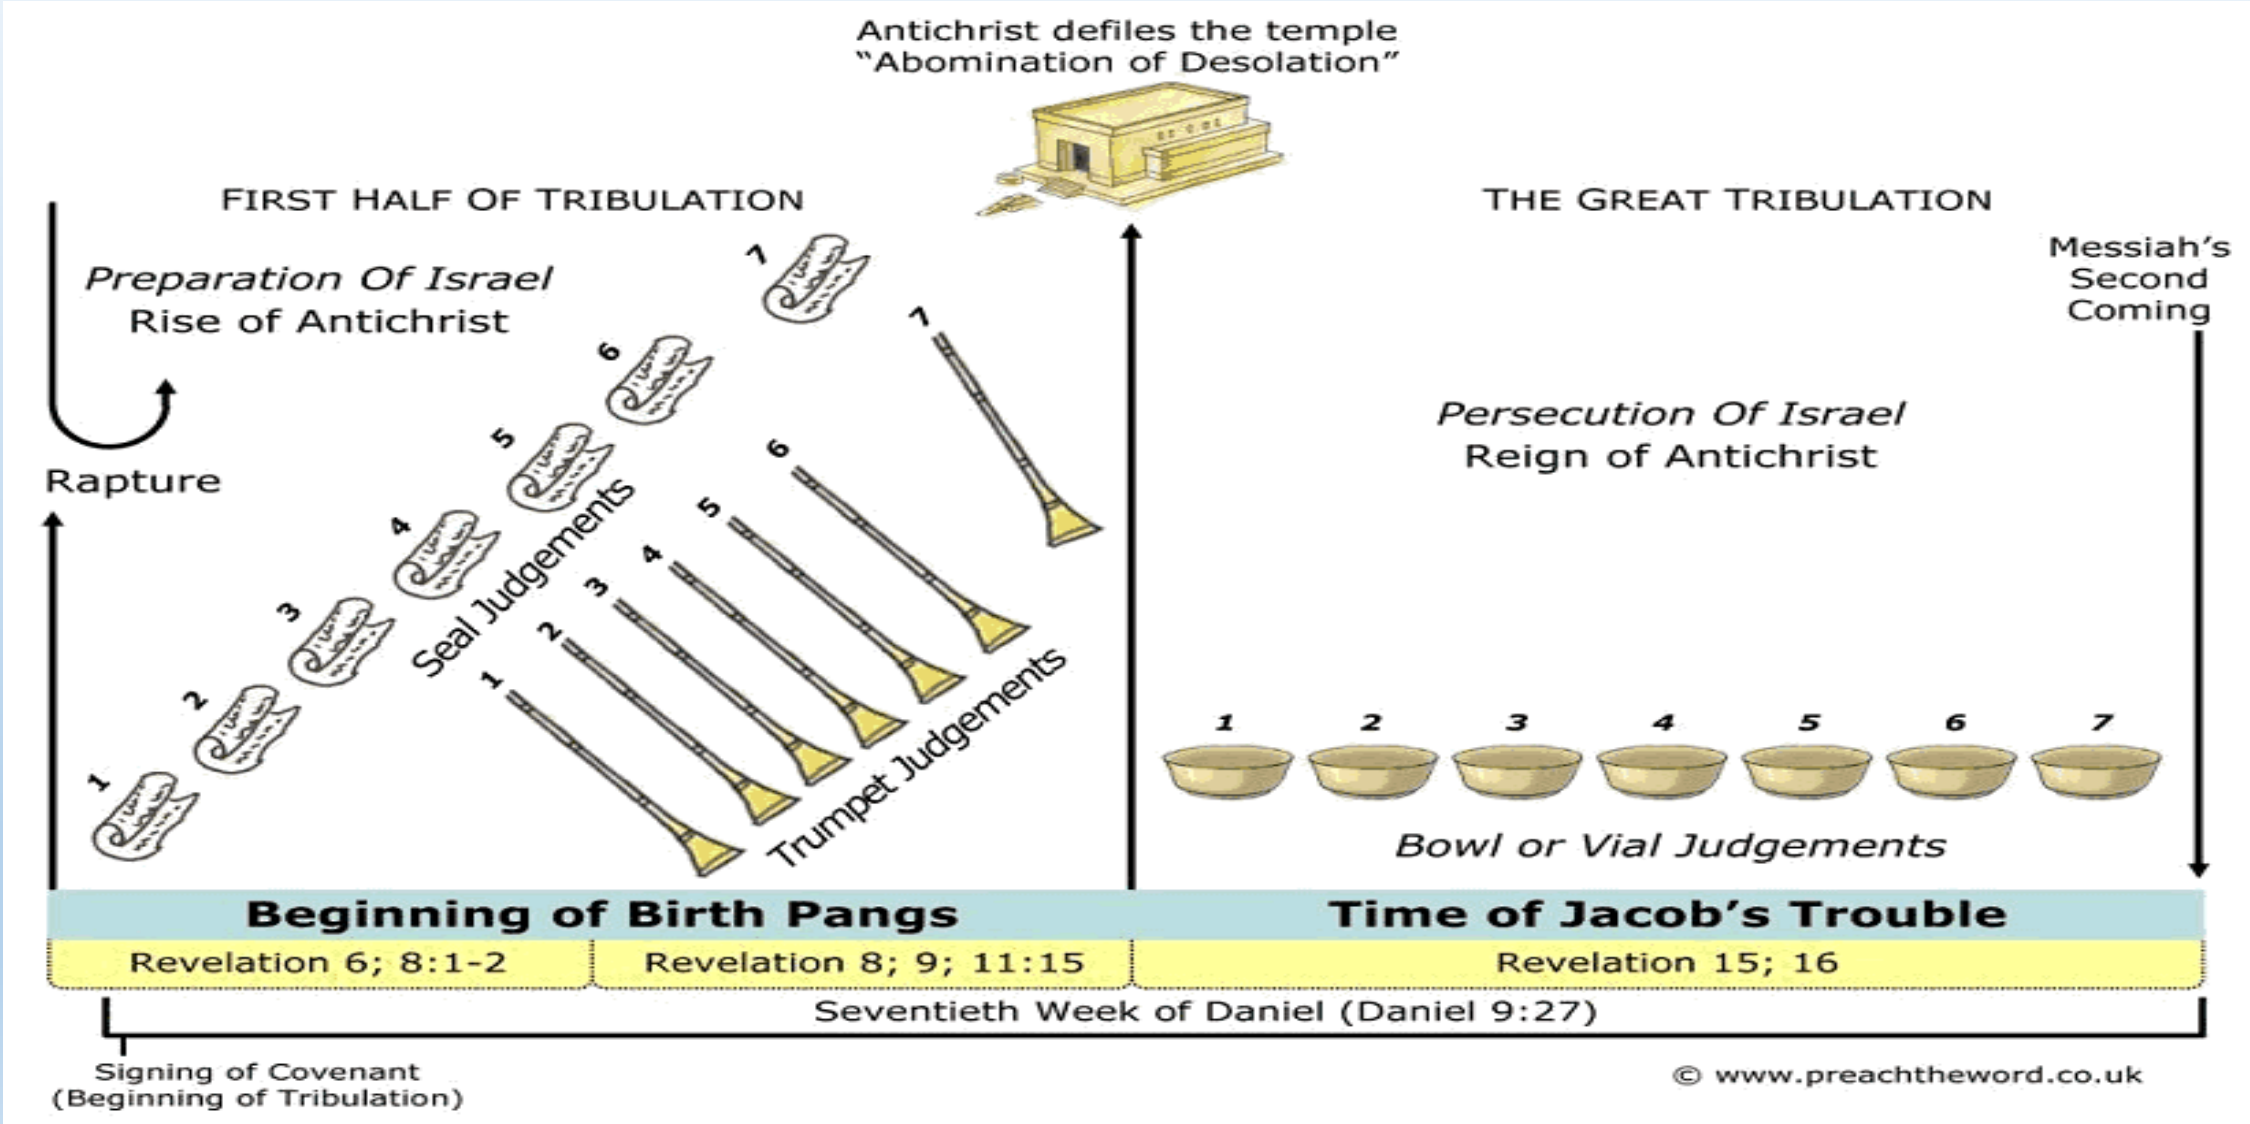 Antichrist defiles the temple
“Abomination of Desolation”
FIRST HALF OF TRIBULATION
THE GREAT TRIBULATION
Preparation Of Israel
Rise of Antichrist
Messiah’s
Second
Coming
Rapture
Persecution Of Israel
Reign of Antichrist
1
2
3
4
5
6
7
Seal Judgements
1
2
3
4
5
6
7
Trumpet Judgements
1 2 3 4 5 6 7
Bowl or Vial Judgements
Beginning of Birth Pangs
Time of Jacob’s Trouble
Revelation 6; 8:1-2
Revelation 8; 9; 11:15
Revelation 15; 16
Seventieth Week of Daniel (Daniel 9:27)
Signing of Covenant
(Beginning of Tribulation)
© www.preachtheword.co.uk